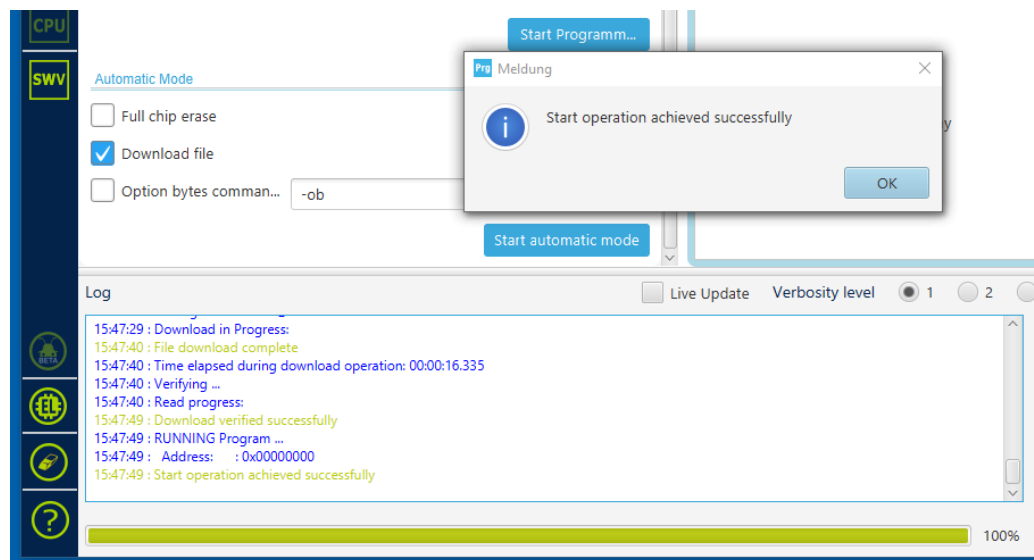 CPU
Start Programm...
Prg Meldung
SWV
Automatic Mode
Full chip erase
Start operation achieved successfully
y
Download file
OK
Option bytes comman...
-ob
Start automatic mode
Log
Live Update
Verbosity level
1
2
15:47:29 : Download in Progress:
15:47:40 : File download complete
15:47:40 : Time elapsed during download operation: 00:00:16.335
15:47:40 : Verifying ...
15:47:40 : Read progress:
15:47:49 : Download verified successfully
15:47:49 : RUNNING Program ...
15:47:49 : Address: : 0x00000000
15:47:49 : Start operation achieved successfully
BETA
EL
?
100%